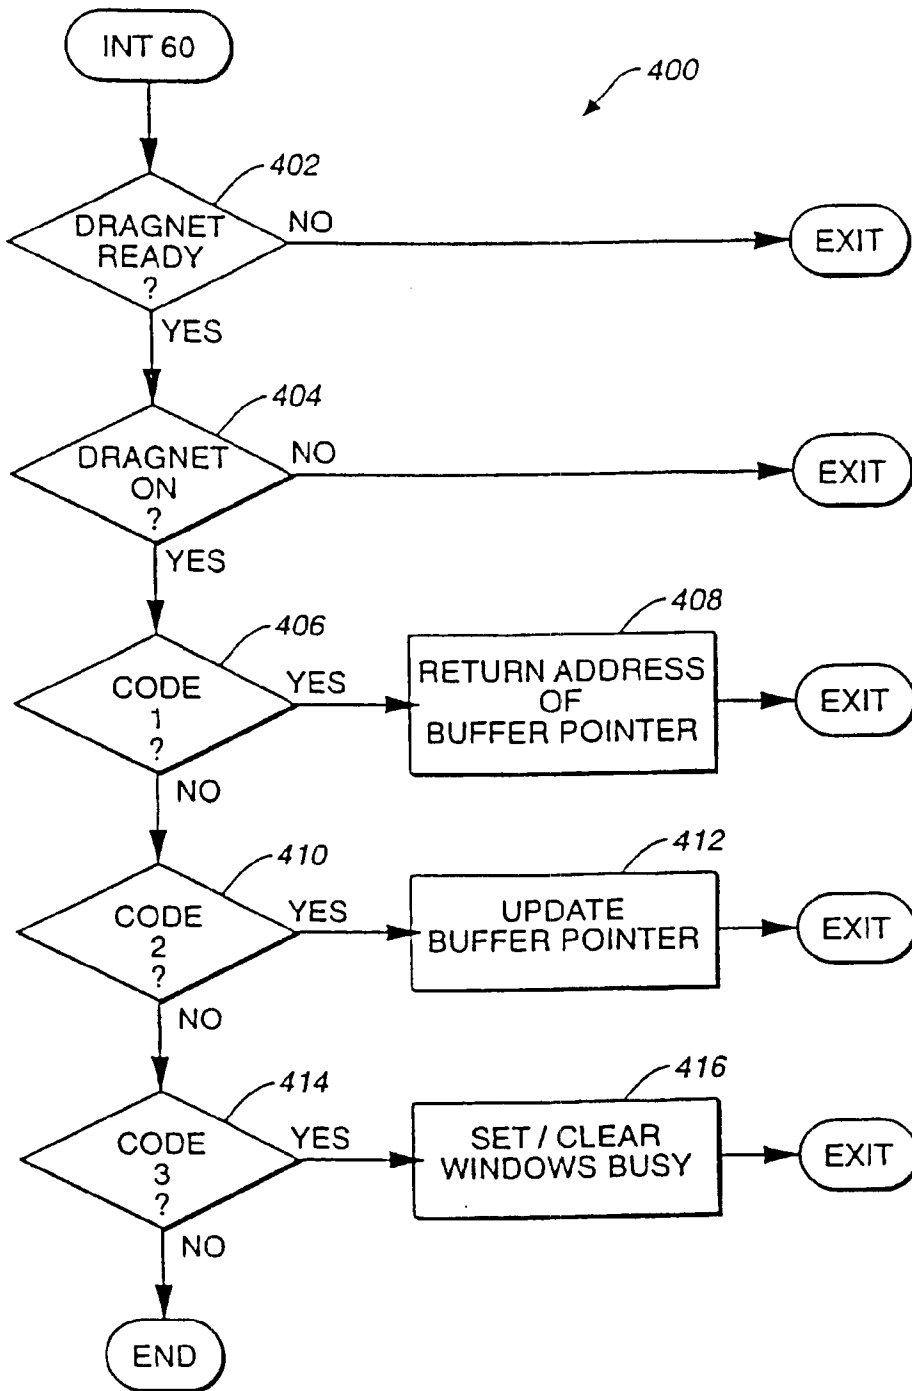 INT 60
400
402
DRAGNET
READY
?
NO
EXIT
YES
404
DRAGNET
ON
?
NO
EXIT
YES
406
CODE
1
?
YES
408
RETURN ADDRESS
OF
BUFFER POINTER
EXIT
NO
410
CODE
2
?
YES
412
UPDATE
BUFFER POINTER
EXIT
NO
414
CODE
3
?
YES
416
SET / CLEAR
WINDOWS BUSY
EXIT
NO
END